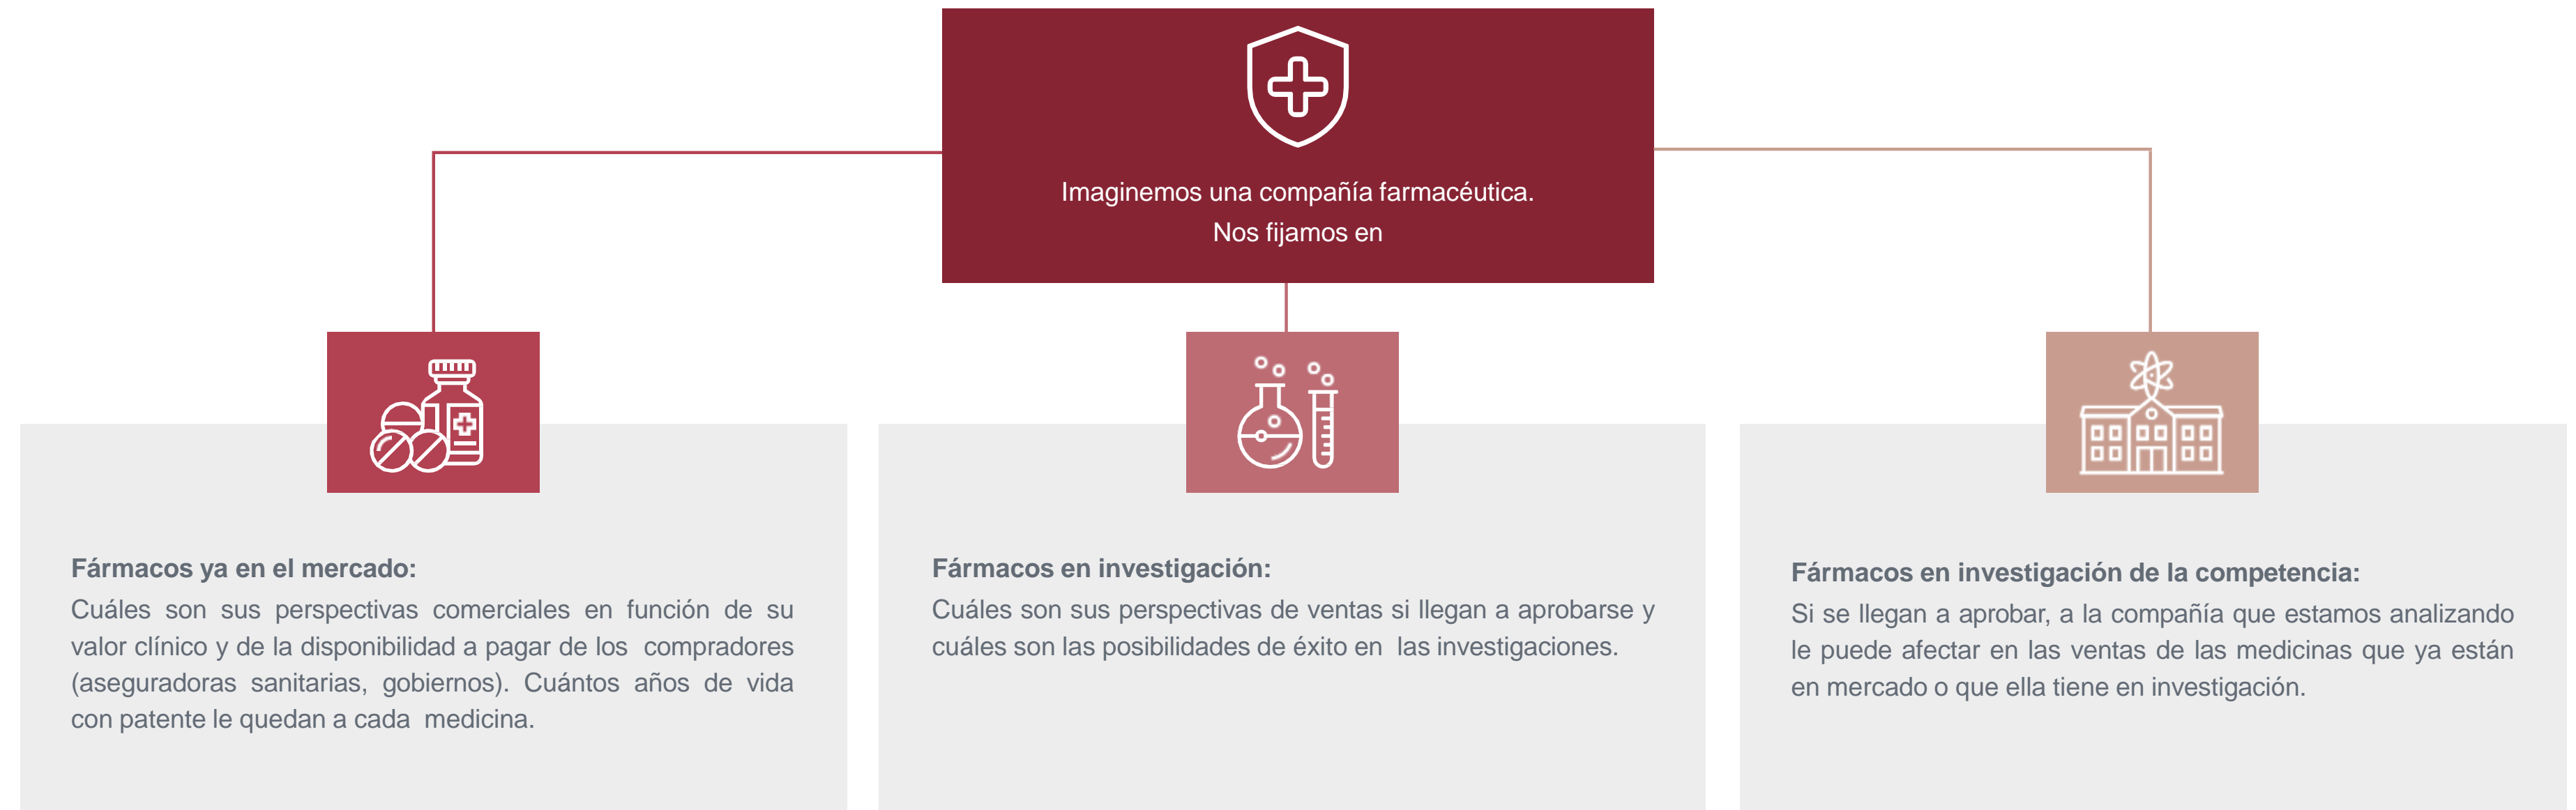 Imaginemos una compañía farmacéutica.
Nos fijamos en
Fármacos ya en el mercado:
Cuáles son sus perspectivas comerciales en función de su
valor clínico y de la disponibilidad a pagar de los compradores
(aseguradoras sanitarias, gobiernos). Cuántos años de vida
con patente le quedan a cada medicina.
Fármacos en investigación:
Cuáles son sus perspectivas de ventas si llegan a aprobarse y
cuáles son las posibilidades de éxito en las investigaciones.
Fármacos en investigación de la competencia:
Si se llegan a aprobar, a la compañía que estamos analizando
le puede afectar en las ventas de las medicinas que ya están
en mercado o que ella tiene en investigación.